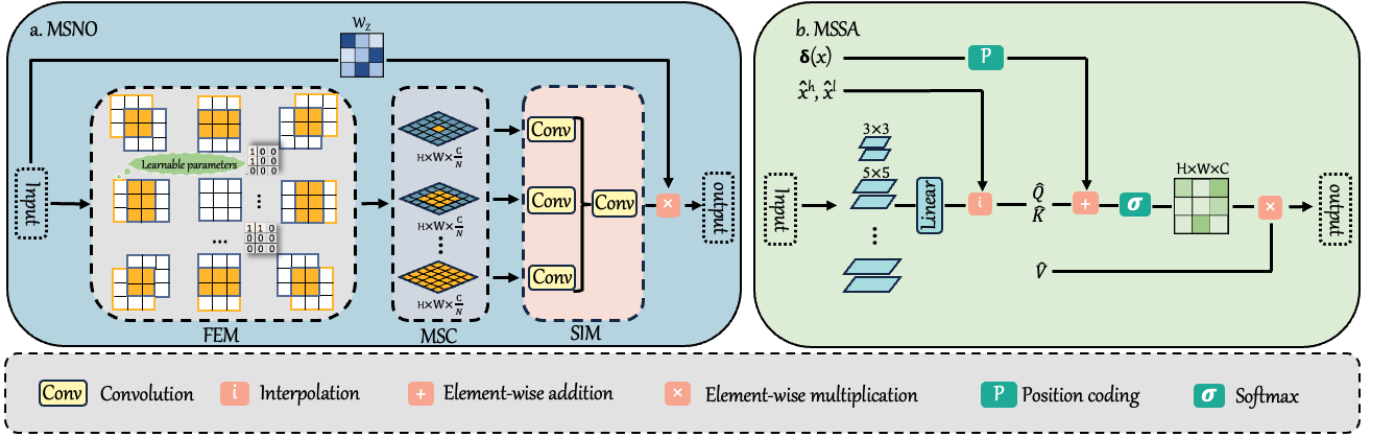 a. MSNO
W_Z
Input
Learnable parameters
1 0 0
1 0 0
0 0 0
...
⋮
...
1 1 0
0 0 0
0 0 0
FEM
H×W×C/N
H×W×C/N
⋮
H×W×C/N
MSC
Conv
Conv
Conv
Conv
SIM
×
output
b. MSSA
δ(x)
P
x̂ʰ, x̂ˡ
3×3
5×5
⋮
Input
Linear
i
Q̂
K̂
+
σ
H×W×C
×
output
V̂
Conv Convolution
i Interpolation
+ Element-wise addition
× Element-wise multiplication
P Position coding
σ Softmax